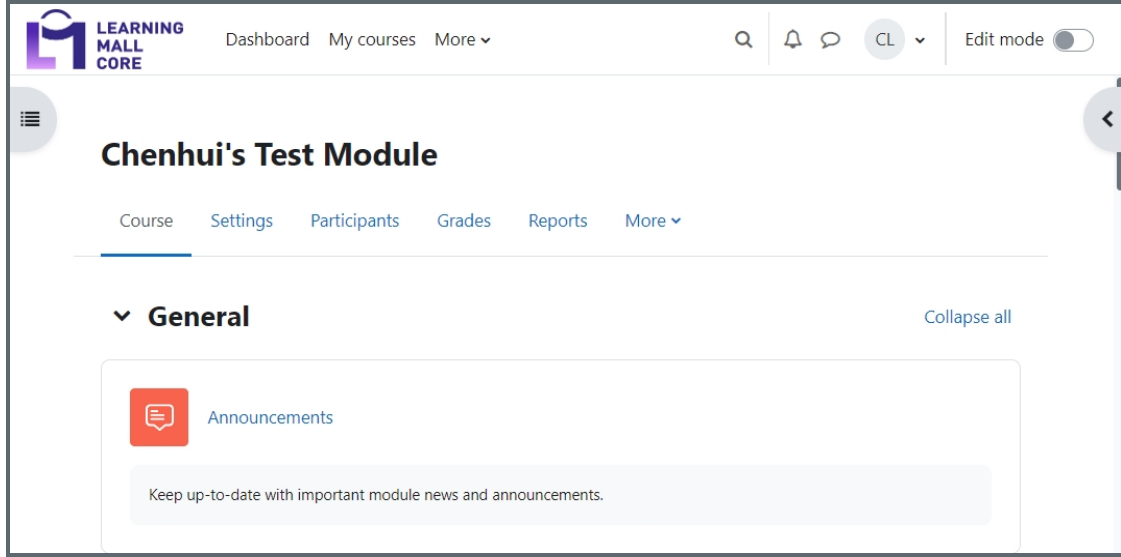 LEARNING
MALL
CORE
Dashboard My courses More CL Edit mode
Chenhui's Test Module
Course Settings Participants Grades Reports More
General Collapse all
Announcements
Keep up-to-date with important module news and announcements.